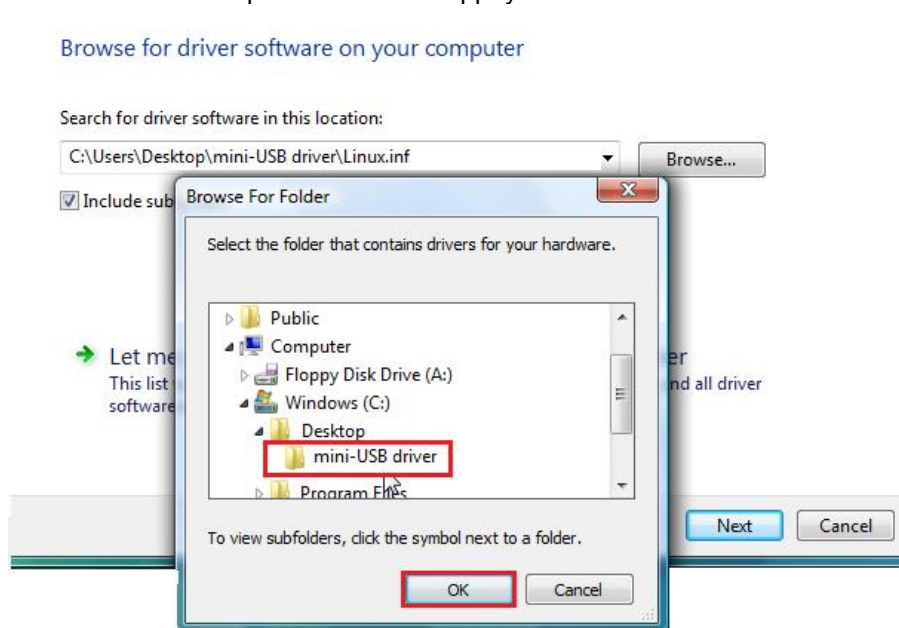 Browse for driver software on your computer
Search for driver software in this location:
C:\Users\Desktop\mini-USB driver\Linux.inf
Browse...
Include sub
Browse For Folder
Select the folder that contains drivers for your hardware.
Public
Computer
Floppy Disk Drive (A:)
Windows (C:)
Desktop
mini-USB driver
Program Files
Let me
er
This list
nd all driver
software
To view subfolders, click the symbol next to a folder.
OK
Cancel
Next
Cancel